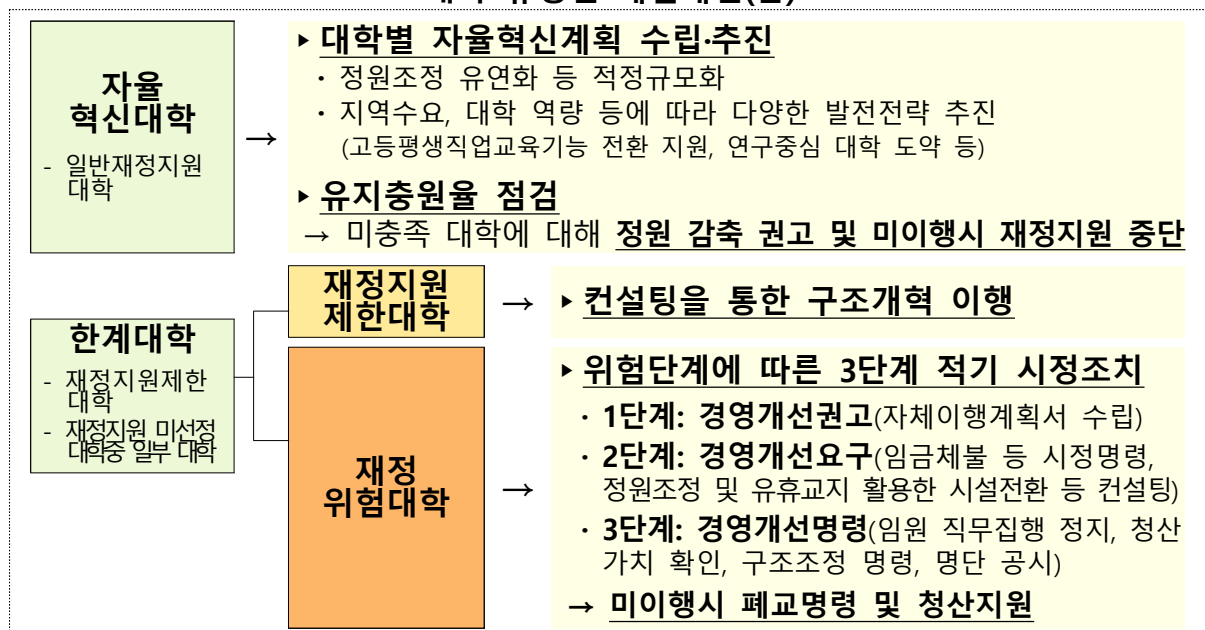 ▸ 대학별 자율혁신계획 수립·추진
· 정원조정 유연화 등 적정규모화
· 지역수요, 대학 역량 등에 따라 다양한 발전전략 추진
(고등평생직업교육기능 전환 지원, 연구중심 대학 도약 등)
▸ 유지충원율 점검
→ 미충족 대학에 대해 정원 감축 권고 및 미이행시 재정지원 중단
자율
혁신대학
- 일반재정지원
대학
→
한계대학
- 재정지원제한
대학
- 재정지원 미선정
대학중 일부 대학
재정지원
제한대학
→
▸ 컨설팅을 통한 구조개혁 이행
재정
위험대학
→
▸ 위험단계에 따른 3단계 적기 시정조치
· 1단계: 경영개선권고(자체이행계획서 수립)
· 2단계: 경영개선요구(임금체불 등 시정명령,
정원조정 및 유휴교지 활용한 시설전환 등 컨설팅)
· 3단계: 경영개선명령(임원 직무집행 정지, 청산
가치 확인, 구조조정 명령, 명단 공시)
→ 미이행시 폐교명령 및 청산지원